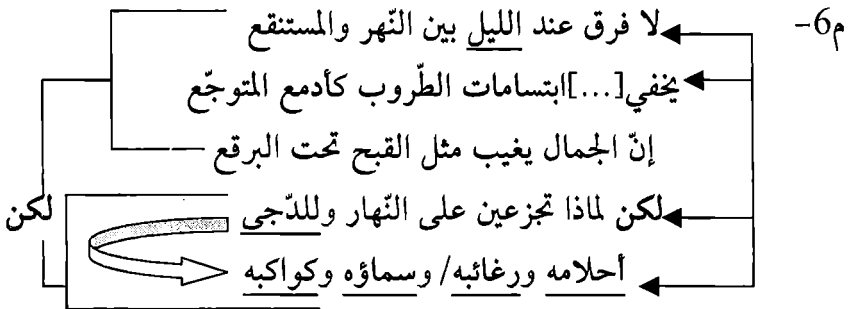 م6-
لا فرق عند الليل بين النّهر والمستنقع
يخفي[...]ابتسامات الطّروب كأدمع المتوجّع
إنّ الجمال يغيب مثل القبح تحت البرقع
لكن لماذا تجزعين على النّهار وللدّجى
لكن
أحلامه ورغائبه/ وسماؤه وكواكبه